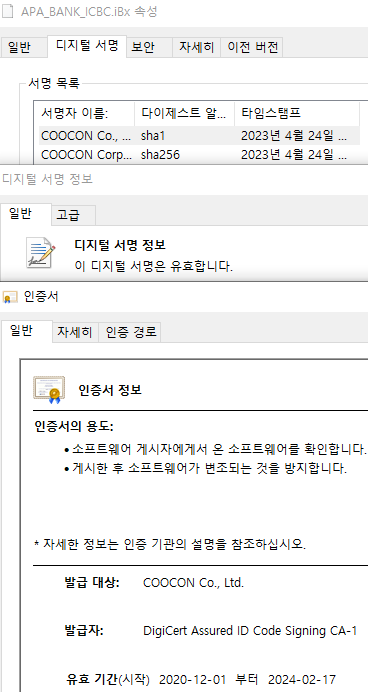 APA_BANK_ICBC.iBx 속성
일반 디지털 서명 보안 자세히 이전 버전
서명 목록
서명자 이름: 다이제스트 알... 타임스탬프
COOCON Co., ... sha1 2023년 4월 24일 ...
COOCON Corp... sha256 2023년 4월 24일 ...
디지털 서명 정보
일반 고급
디지털 서명 정보
이 디지털 서명은 유효합니다.
인증서
일반 자세히 인증 경로
인증서 정보
인증서의 용도:
• 소프트웨어 게시자에게서 온 소프트웨어를 확인합니다.
• 게시한 후 소프트웨어가 변조되는 것을 방지합니다.
* 자세한 정보는 인증 기관의 설명을 참조하십시오.
발급 대상: COOCON Co., Ltd.
발급자: DigiCert Assured ID Code Signing CA-1
유효 기간(시작) 2020-12-01 부터 2024-02-17